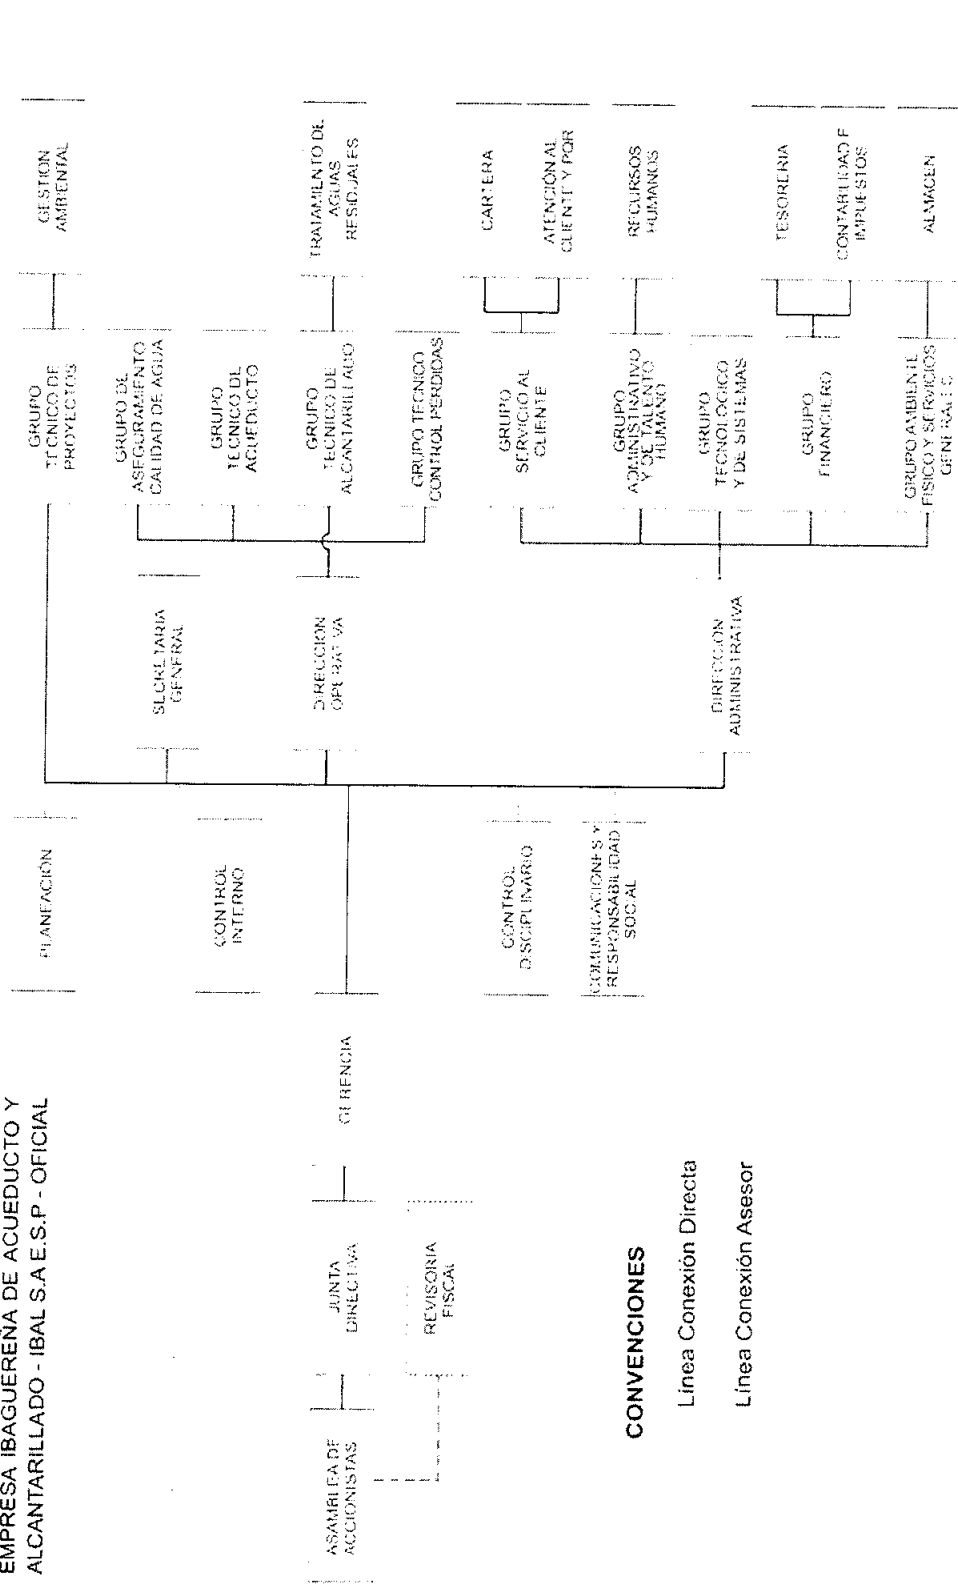 EMPRESA IBAGUEREÑA DE ACUEDUCTO Y
ALCANTARILLADO - IBAL S.A E.S.P - OFICIAL
ASAMBLEA DE
ACCIONISTAS
JUNTA
DIRECTIVA
REVISORIA
FISCAL
GERENCIA
PLANEACIÓN
CONTROL
INTERNO
CONTROL
DISCIPLINARIO
COMUNICACIONES Y
RESPONSABILIDAD
SOCIAL
SECRETARIA
GENERAL
DIRECCION
OPERATIVA
DIRECCIÓN
ADMINISTRATIVA
GRUPO
TECNICO DE
PROYECTOS
GRUPO DE
ASEGURAMIENTO
CALIDAD DE AGUA
GRUPO
TECNICO DE
ACUEDUCTO
GRUPO
TECNICO DE
ALCANTARILLADO
GRUPO TECNICO
CONTROL PERDIDAS
GRUPO
SERVICIO AL
CLIENTE
GRUPO
ADMINISTRATIVO
Y DE TALENTO
HUMANO
GRUPO
TECNOLOGICO
Y DE SISTEMAS
GRUPO
FINANCIERO
GRUPO AMBIENTE
FISICO Y SERVICIOS
GENERALES
GESTION
AMBIENTAL
TRATAMIENTO DE
AGUAS
RESIDUALES
CARTERA
ATENCIÓN AL
CLIENTE Y PQR
RECURSOS
HUMANOS
TESORERIA
CONTABILIDAD E
IMPUESTOS
ALMACEN
CONVENCIONES
Línea Conexión Directa
Línea Conexión Asesor